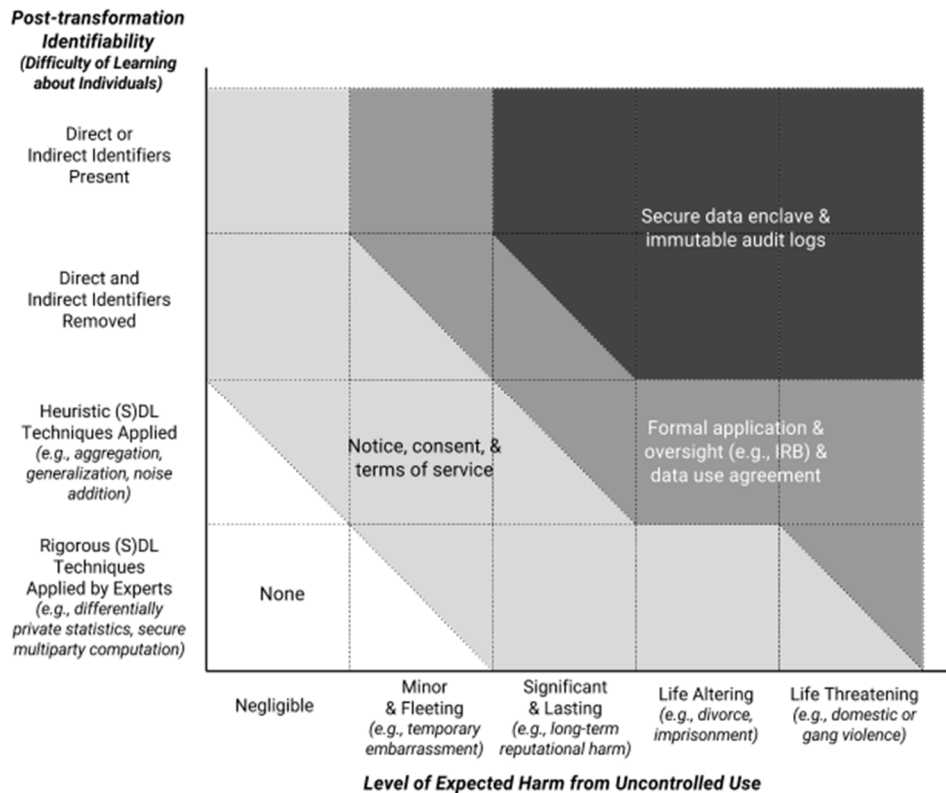 Post-transformation
Identifiability
(Difficulty of Learning
about Individuals)
Direct or
Indirect Identifiers
Present
Secure data enclave &
immutable audit logs
Direct and
Indirect Identifiers
Removed
Heuristic (S)DL
Techniques Applied
(e.g., aggregation,
generalization, noise
addition)
Notice, consent, &
terms of service
Formal application &
oversight (e.g., IRB) &
data use agreement
Rigorous (S)DL
Techniques
Applied by Experts
(e.g., differentially
private statistics, secure
multiparty computation)
None
Negligible
Minor
& Fleeting
(e.g., temporary
embarrassment)
Significant
& Lasting
(e.g., long-term
reputational harm)
Life Altering
(e.g., divorce,
imprisonment)
Life Threatening
(e.g., domestic or
gang violence)
Level of Expected Harm from Uncontrolled Use